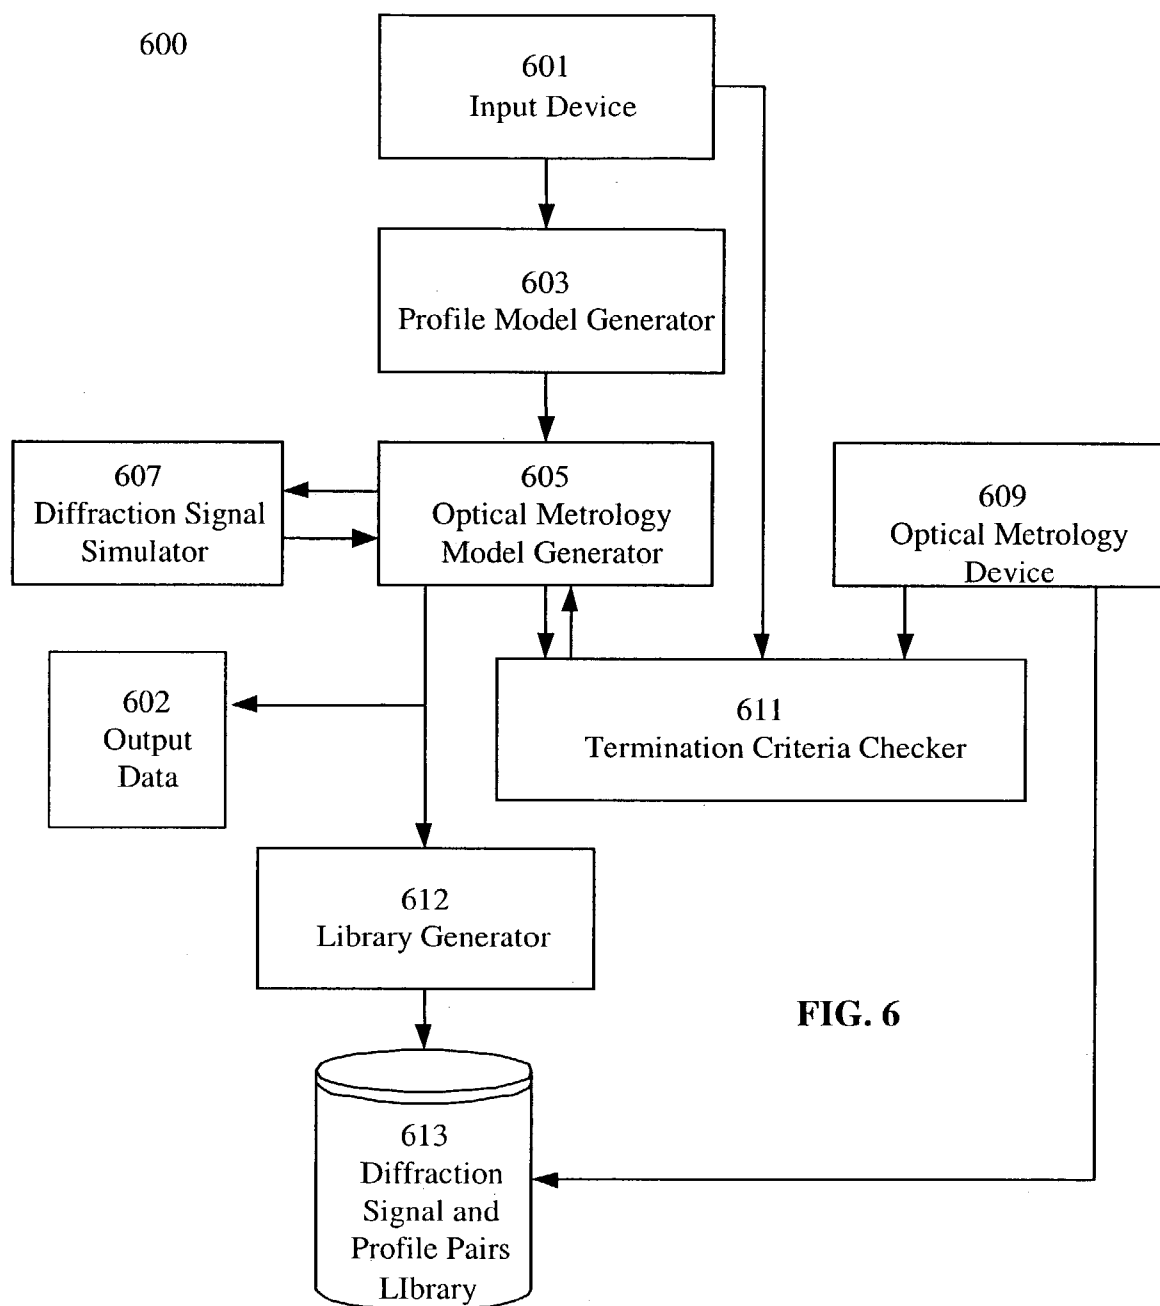 600
601
Input Device
603
Profile Model Generator
607
Diffraction Signal
Simulator
605
Optical Metrology
Model Generator
609
Optical Metrology
Device
602
Output
Data
611
Termination Criteria Checker
612
Library Generator
FIG. 6
613
Diffraction
Signal and
Profile Pairs
LIbrary